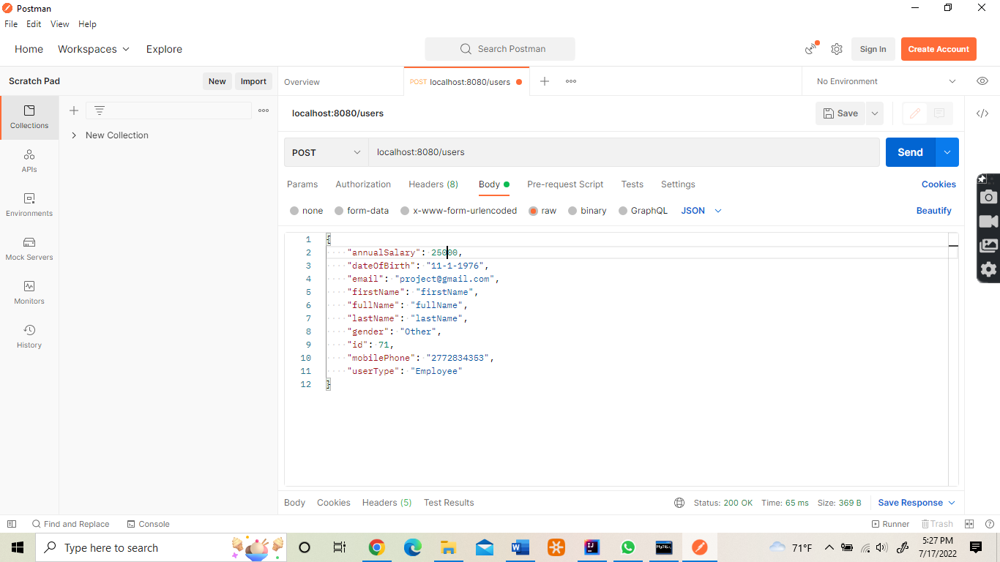 Postman
File Edit View Help
Home Workspaces Explore Search Postman Sign In Create Account
Scratch Pad New Import Overview POST localhost:8080/users No Environment
Collections
New Collection
APIs
Environments
Mock Servers
Monitors
History
localhost:8080/users Save
POST localhost:8080/users Send
Params Authorization Headers (8) Body Pre-request Script Tests Settings Cookies
none form-data x-www-form-urlencoded raw binary GraphQL JSON Beautify
1 {
2 "annualSalary": 25000,
3 "dateOfBirth": "11-1-1976",
4 "email": "project@gmail.com",
5 "firstName": "firstName",
6 "fullName": "fullName",
7 "lastName": "lastName",
8 "gender": "Other",
9 "id": 71,
10 "mobilePhone": "2772834353",
11 "userType": "Employee"
12 }
Body Cookies Headers (5) Test Results Status: 200 OK Time: 65 ms Size: 369 B Save Response
Find and Replace Console Runner Trash
Type here to search 71°F 5:27 PM
7/17/2022